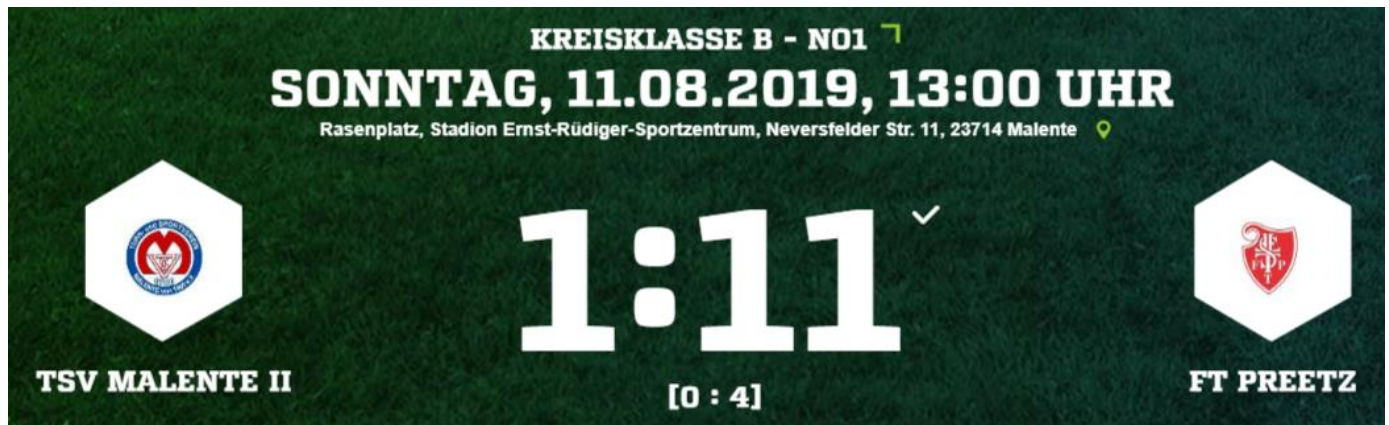 KREISKLASSE B - NO1
SONNTAG, 11.08.2019, 13:00 UHR
Rasenplatz, Stadion Ernst-Rüdiger-Sportzentrum, Neversfelder Str. 11, 23714 Malente
1:11
TSV MALENTE II
FT PREETZ
[0 : 4]